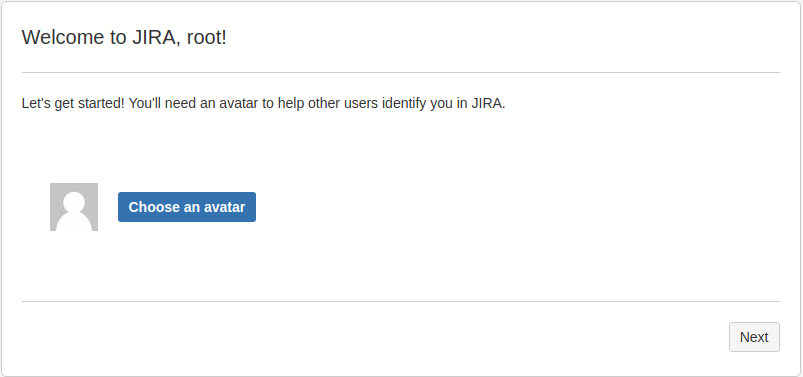 Welcome to JIRA, root!
Let's get started! You'll need an avatar to help other users identify you in JIRA.
Choose an avatar
Next